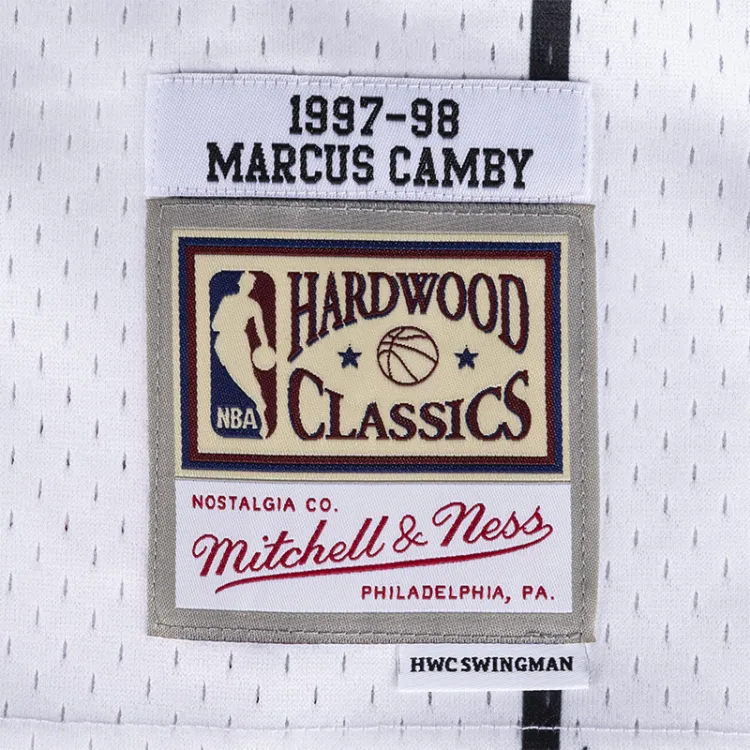 1997-98
MARCUS CAMBY
HARDWOOD
CLASSICS
NBA
NOSTALGIA CO.
Mitchell & Ness
PHILADELPHIA, PA.
HWC SWINGMAN